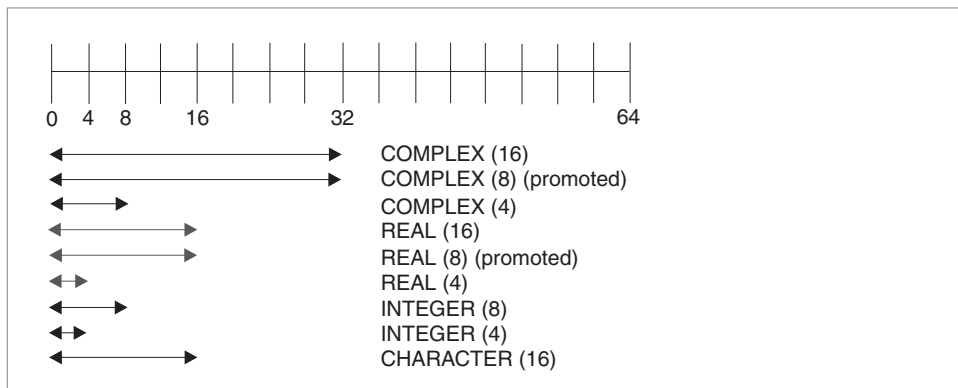 0 4 8 16 32 64
COMPLEX (16)
COMPLEX (8) (promoted)
COMPLEX (4)
REAL (16)
REAL (8) (promoted)
REAL (4)
INTEGER (8)
INTEGER (4)
CHARACTER (16)